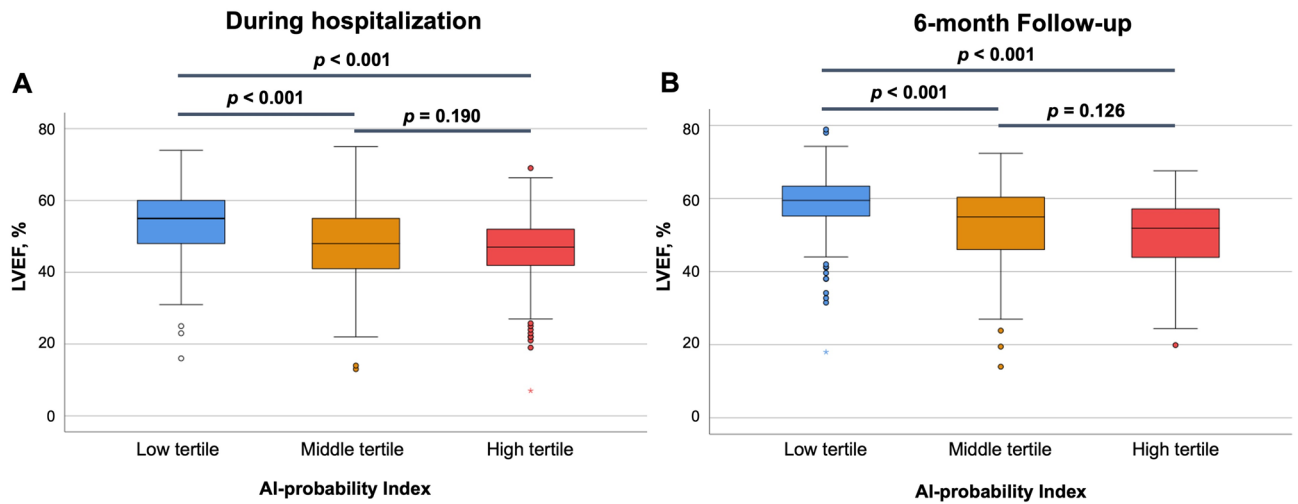 During hospitalization
A
p < 0.001
p < 0.001
p = 0.190
LVEF, %
80
60
40
20
0
Low tertile
Middle tertile
High tertile
AI-probability Index
6-month Follow-up
B
p < 0.001
p < 0.001
p = 0.126
LVEF, %
80
60
40
20
0
Low tertile
Middle tertile
High tertile
AI-probability Index